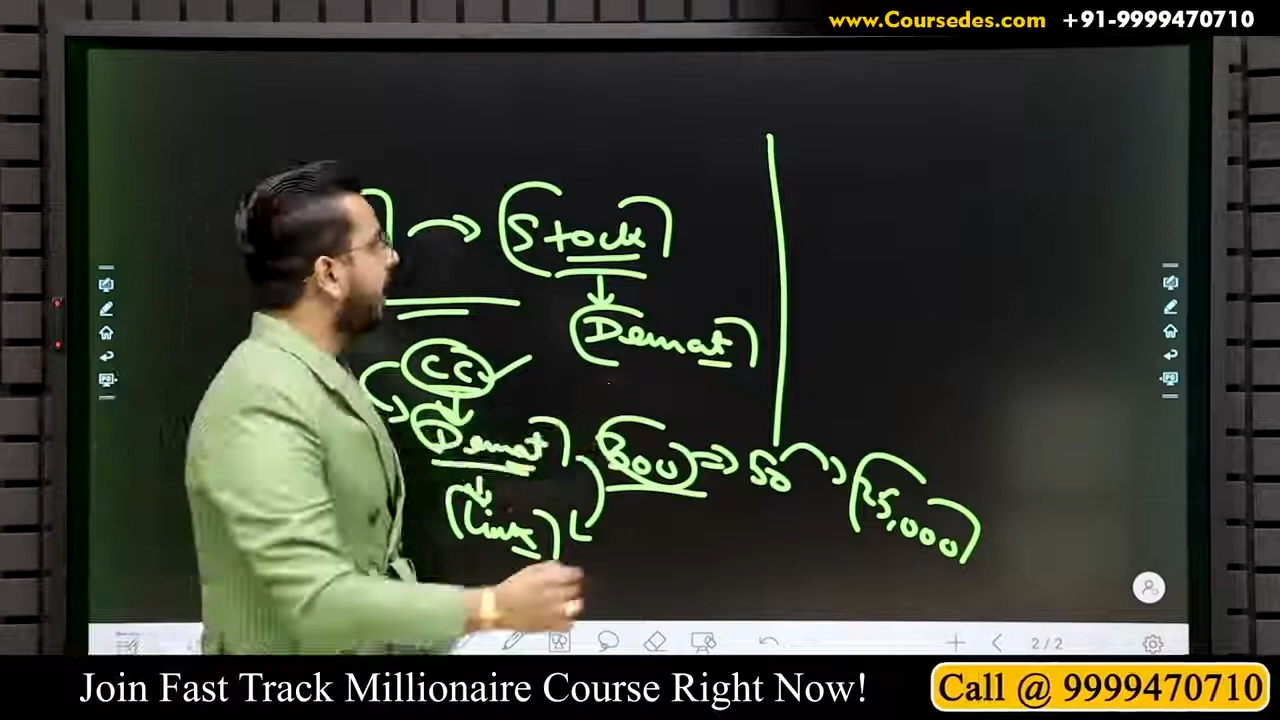 www.Coursedes.com +91-9999470710
Stock
Demat
CC
Demat
500 50 25,000
Link
2/2
Join Fast Track Millionaire Course Right Now!
Call @ 9999470710